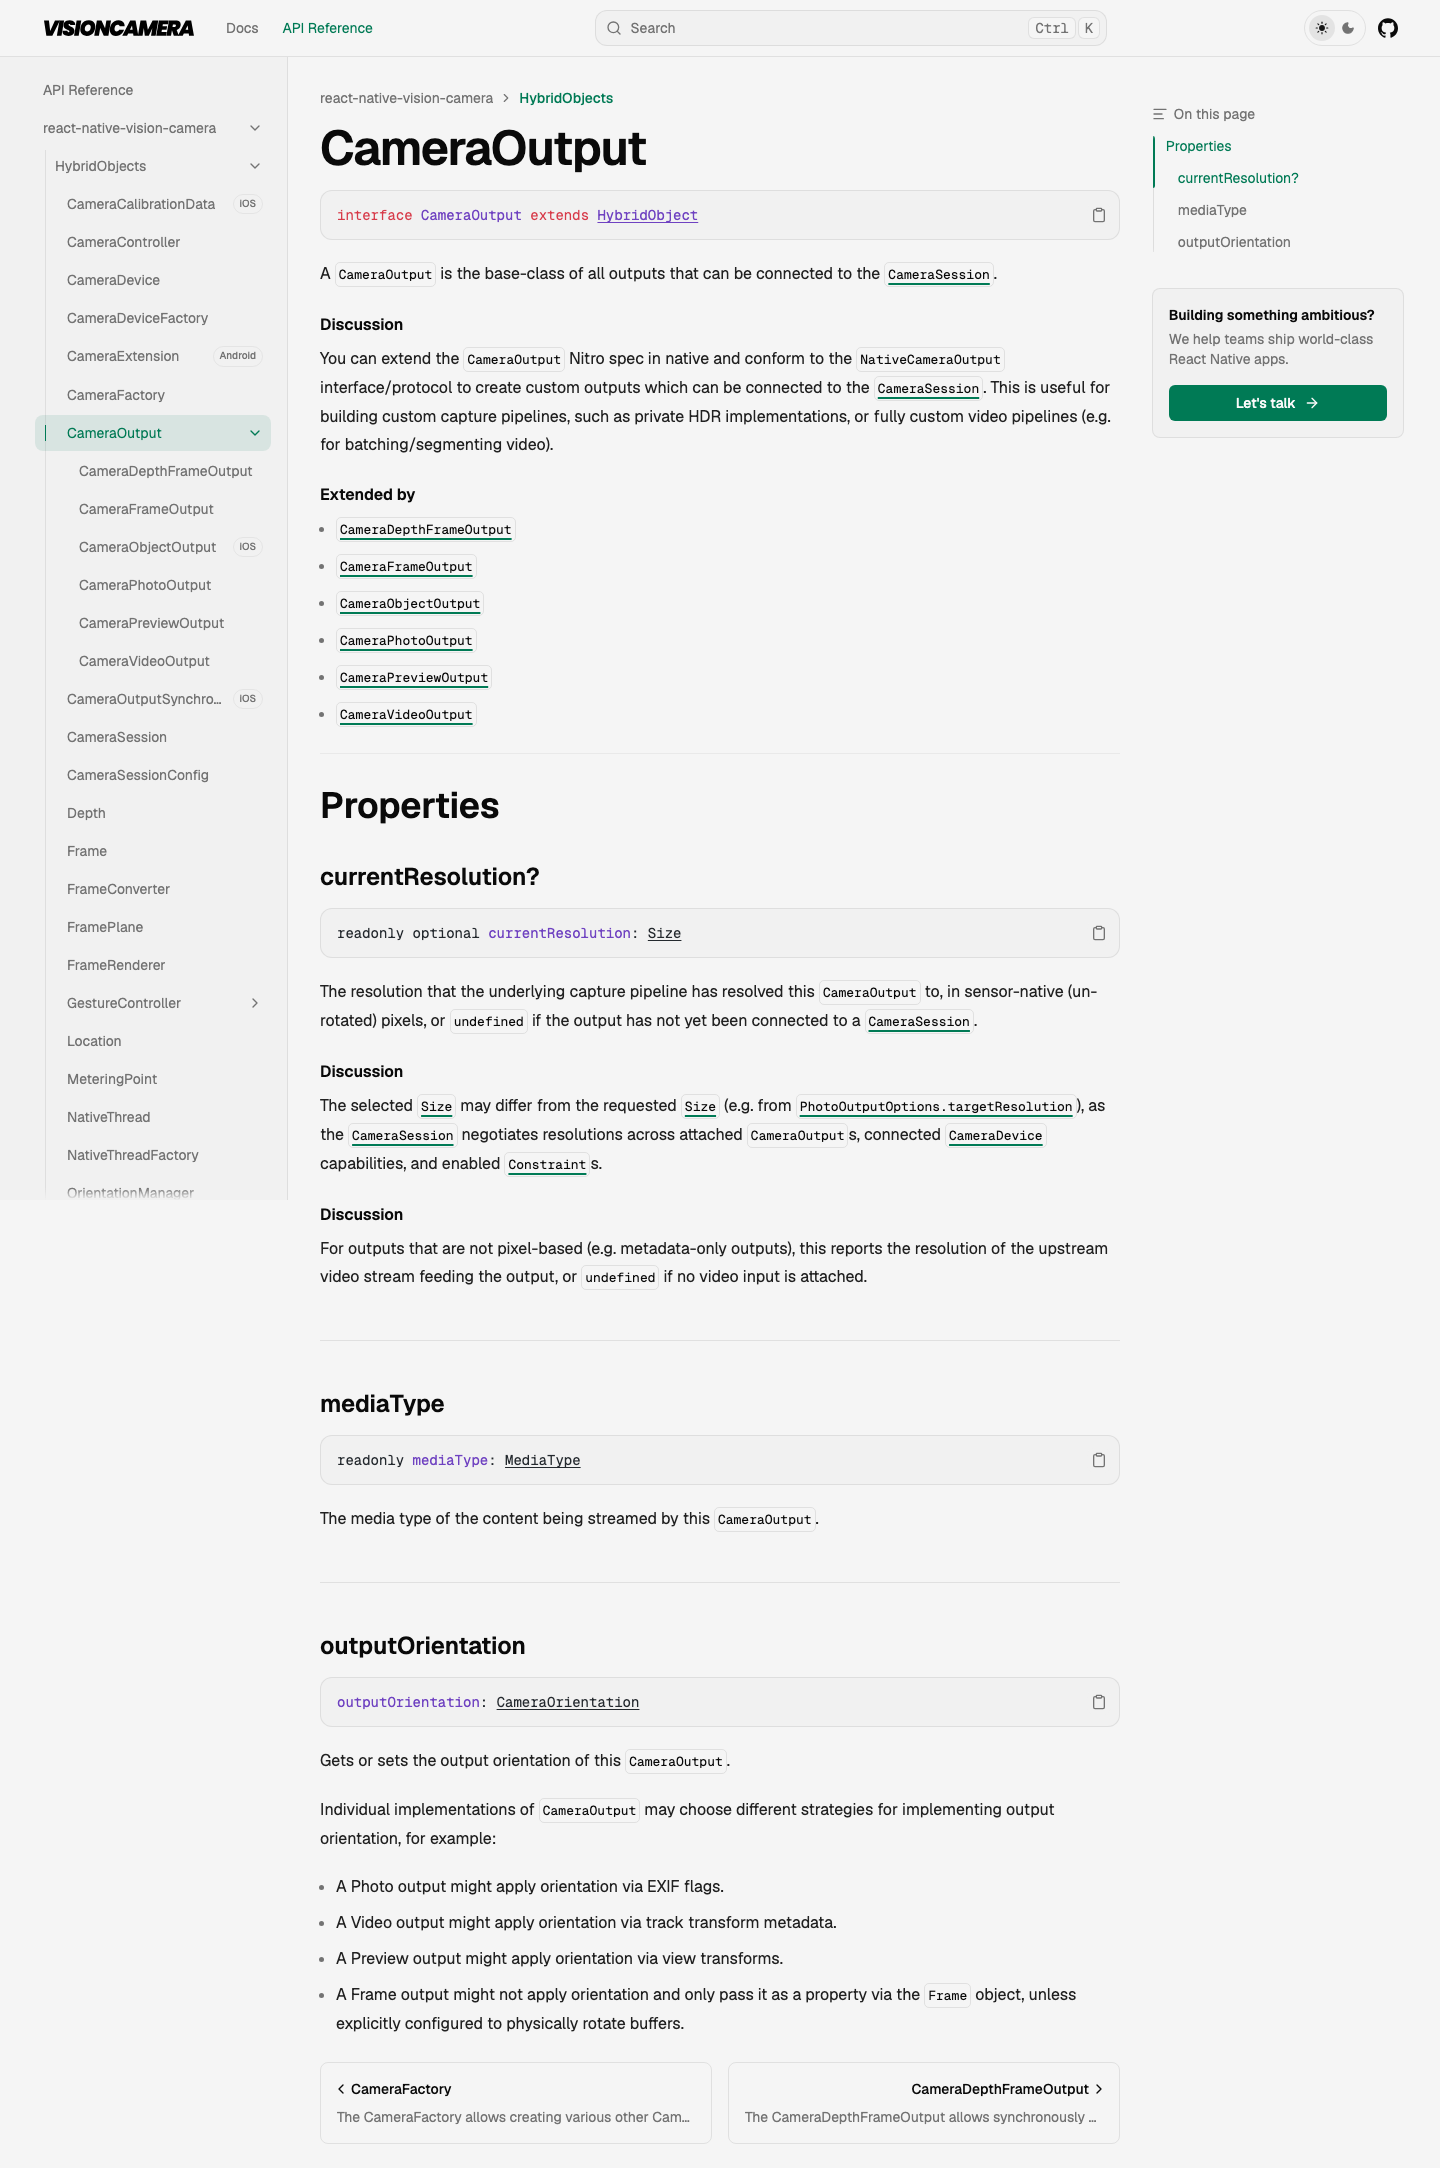 VISIONCAMERA
Docs
API Reference
Search
Ctrl K
API Reference
react-native-vision-camera
HybridObjects
CameraCalibrationData iOS
CameraController
CameraDevice
CameraDeviceFactory
CameraExtension Android
CameraFactory
CameraOutput
CameraDepthFrameOutput
CameraFrameOutput
CameraObjectOutput iOS
CameraPhotoOutput
CameraPreviewOutput
CameraVideoOutput
CameraOutputSynchro... iOS
CameraSession
CameraSessionConfig
Depth
Frame
FrameConverter
FramePlane
FrameRenderer
GestureController
Location
MeteringPoint
NativeThread
NativeThreadFactory
OrientationManager
react-native-vision-camera > HybridObjects
CameraOutput
interface CameraOutput extends HybridObject
A CameraOutput is the base-class of all outputs that can be connected to the CameraSession.
Discussion
You can extend the CameraOutput Nitro spec in native and conform to the NativeCameraOutput
interface/protocol to create custom outputs which can be connected to the CameraSession. This is useful for
building custom capture pipelines, such as private HDR implementations, or fully custom video pipelines (e.g.
for batching/segmenting video).
Extended by
CameraDepthFrameOutput
CameraFrameOutput
CameraObjectOutput
CameraPhotoOutput
CameraPreviewOutput
CameraVideoOutput
Properties
currentResolution?
readonly optional currentResolution: Size
The resolution that the underlying capture pipeline has resolved this CameraOutput to, in sensor-native (un-
rotated) pixels, or undefined if the output has not yet been connected to a CameraSession.
Discussion
The selected Size may differ from the requested Size (e.g. from PhotoOutputOptions.targetResolution), as
the CameraSession negotiates resolutions across attached CameraOutputs, connected CameraDevice
capabilities, and enabled Constraints.
Discussion
For outputs that are not pixel-based (e.g. metadata-only outputs), this reports the resolution of the upstream
video stream feeding the output, or undefined if no video input is attached.
mediaType
readonly mediaType: MediaType
The media type of the content being streamed by this CameraOutput.
outputOrientation
outputOrientation: CameraOrientation
Gets or sets the output orientation of this CameraOutput.
Individual implementations of CameraOutput may choose different strategies for implementing output
orientation, for example:
A Photo output might apply orientation via EXIF flags.
A Video output might apply orientation via track transform metadata.
A Preview output might apply orientation via view transforms.
A Frame output might not apply orientation and only pass it as a property via the Frame object, unless
explicitly configured to physically rotate buffers.
CameraFactory
The CameraFactory allows creating various other Cam...
CameraDepthFrameOutput
The CameraDepthFrameOutput allows synchronously ...
On this page
Properties
currentResolution?
mediaType
outputOrientation
Building something ambitious?
We help teams ship world-class
React Native apps.
Let's talk